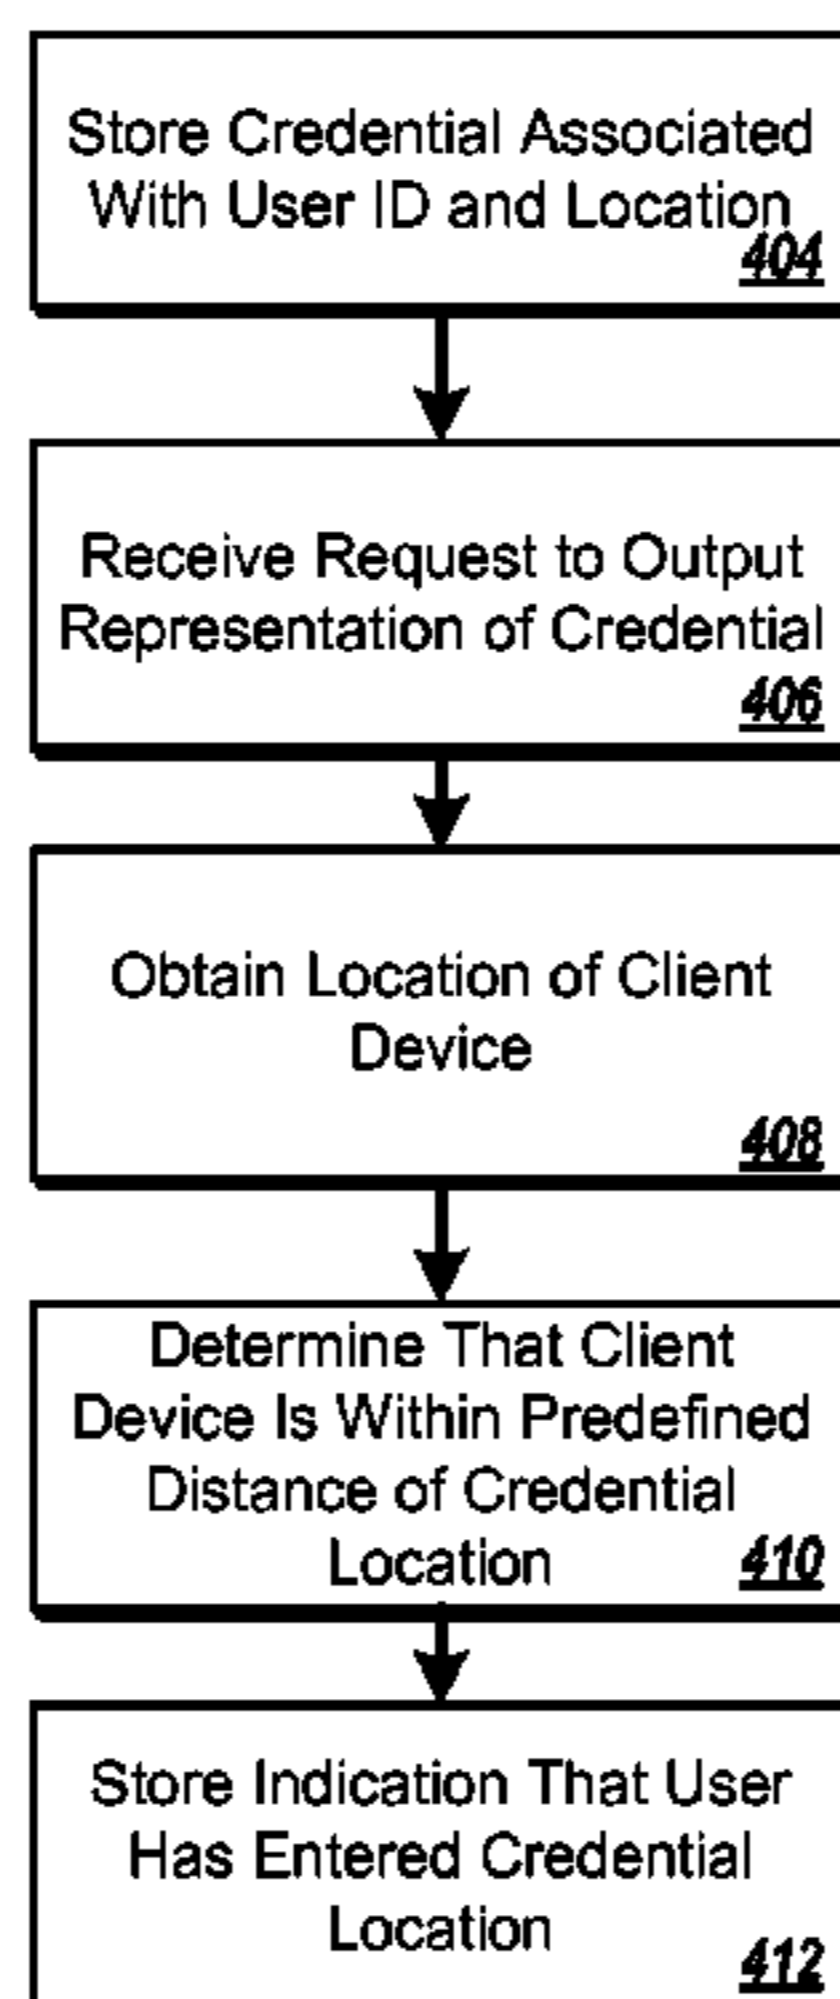 Store Credential Associated
With User ID and Location
404
Receive Request to Output
Representation of Credential
406
Obtain Location of Client
Device
408
Determine That Client
Device Is Within Predefined
Distance of Credential
Location
410
Store Indication That User
Has Entered Credential
Location
412